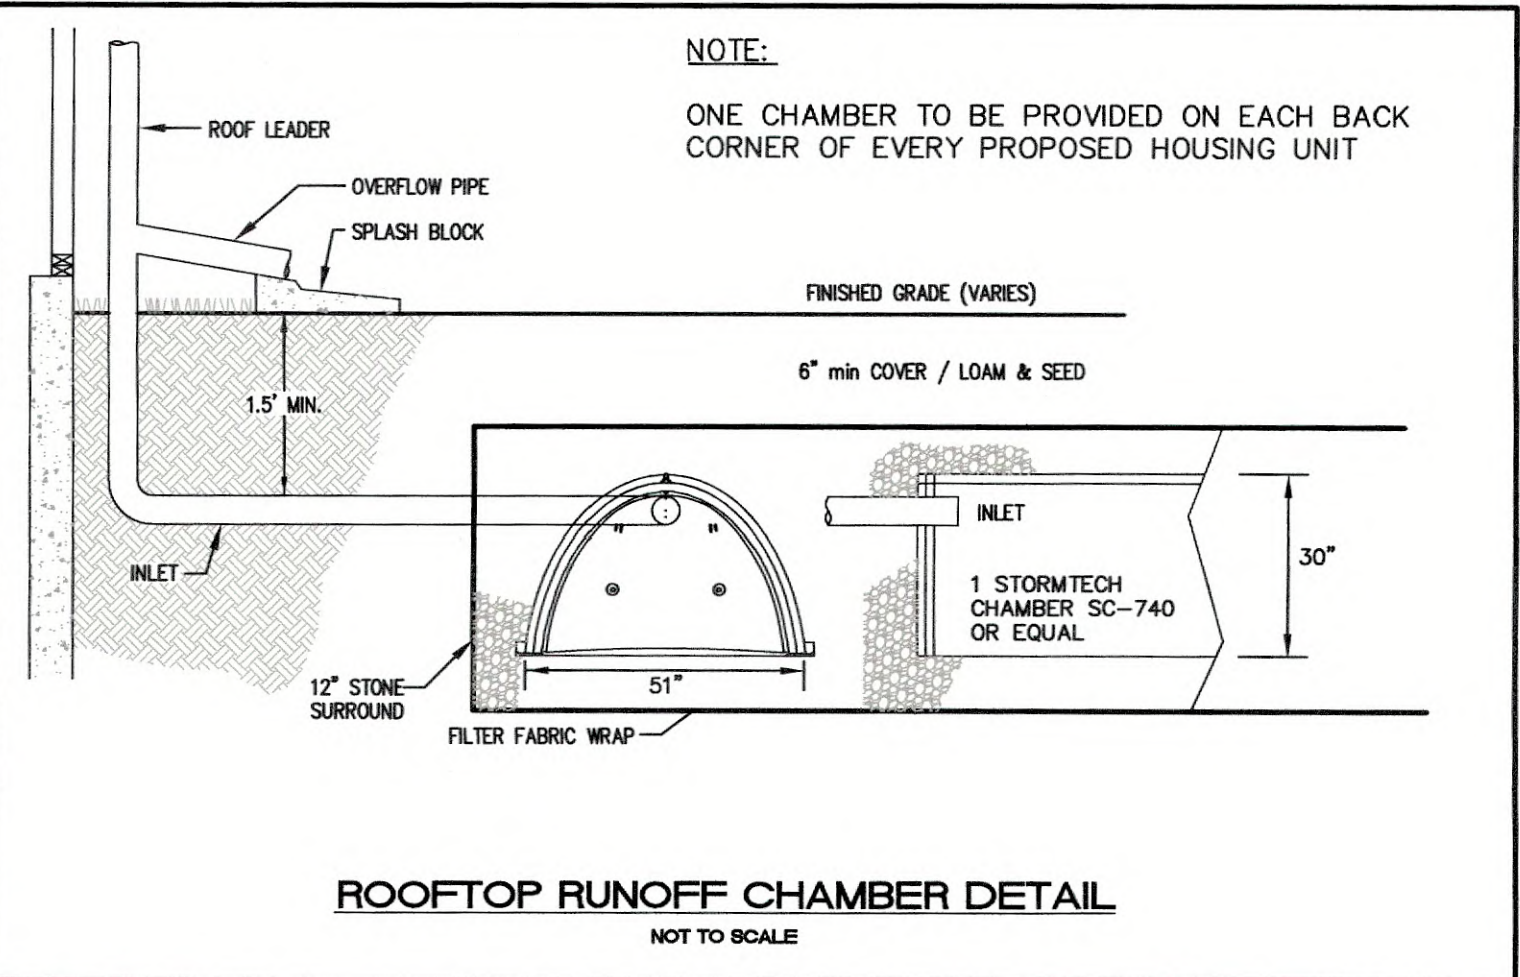 NOTE:
ONE CHAMBER TO BE PROVIDED ON EACH BACK
CORNER OF EVERY PROPOSED HOUSING UNIT
ROOF LEADER
OVERFLOW PIPE
SPLASH BLOCK
FINISHED GRADE (VARIES)
6" min COVER / LOAM & SEED
1.5' MIN.
INLET
INLET
30"
1 STORMTECH
CHAMBER SC-740
OR EQUAL
51"
12" STONE
SURROUND
FILTER FABRIC WRAP
ROOFTOP RUNOFF CHAMBER DETAIL
NOT TO SCALE